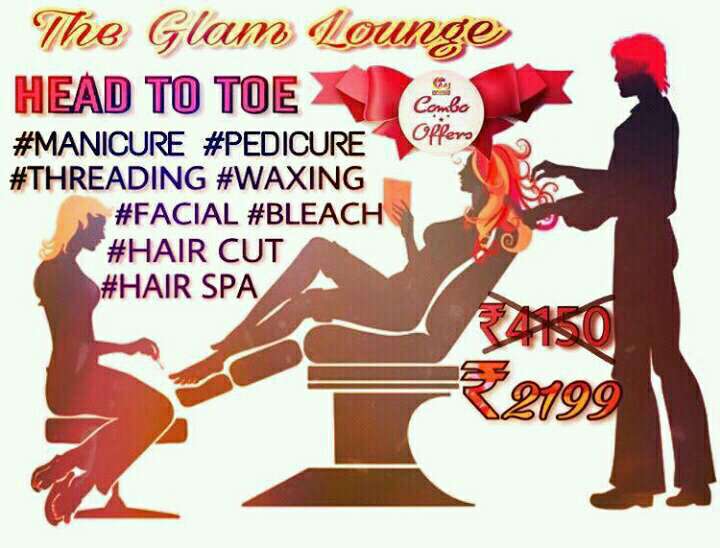 The Glam Lounge
HEAD TO TOE
Combo
Offers
#MANICURE #PEDICURE
#THREADING #WAXING
#FACIAL #BLEACH
#HAIR CUT
#HAIR SPA
₹4150
₹2199